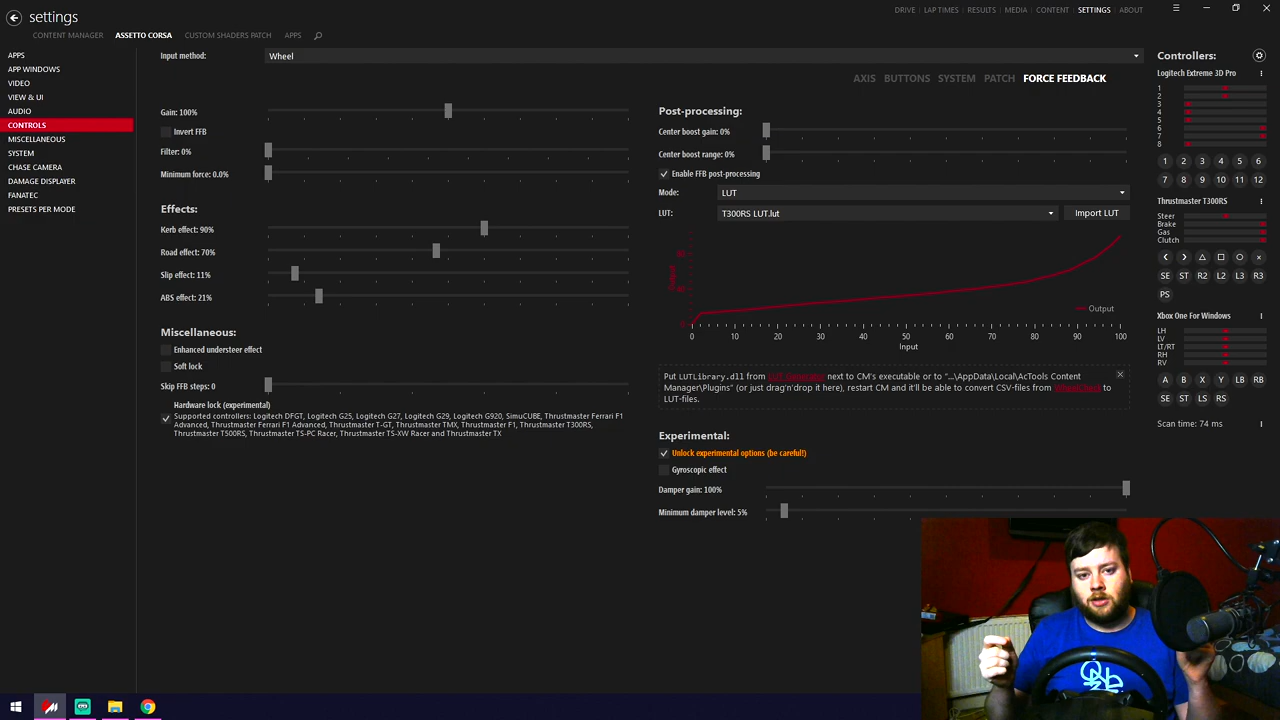 settings
DRIVE | LAP TIMES | RESULTS | MEDIA | CONTENT | SETTINGS | ABOUT
CONTENT MANAGER ASSETTO CORSA CUSTOM SHADERS PATCH APPS
APPS
APP WINDOWS
VIDEO
VIEW & UI
AUDIO
CONTROLS
MISCELLANEOUS
SYSTEM
CHASE CAMERA
DAMAGE DISPLAYER
FANATEC
PRESETS PER MODE
Input method: Wheel
AXIS BUTTONS SYSTEM PATCH FORCE FEEDBACK
Gain: 100%
Invert FFB
Filter: 0%
Minimum force: 0.0%
Effects:
Kerb effect: 90%
Road effect: 70%
Slip effect: 11%
ABS effect: 21%
Miscellaneous:
Enhanced understeer effect
Soft lock
Skip FFB steps: 0
Hardware lock (experimental)
Supported controllers: Logitech DFGT, Logitech G25, Logitech G27, Logitech G29, Logitech G920, SimuCUBE, Thrustmaster Ferrari F1
Advanced, Thrustmaster Ferrari F1 Advanced, Thrustmaster T-GT, Thrustmaster TMX, Thrustmaster F1, Thrustmaster T300RS,
Thrustmaster T500RS, Thrustmaster TS-PC Racer, Thrustmaster TS-XW Racer and Thrustmaster TX
Post-processing:
Center boost gain: 0%
Center boost range: 0%
Enable FFB post-processing
Mode: LUT
LUT: T300RS LUT.lut Import LUT
Output
0 10 20 30 40 50 60 70 80 90 100
Input
Put LUTLibrary.dll from LUT Generator next to CM's executable or to "...\AppData\Local\AcTools Content
Manager\Plugins" (or just drag'n'drop it here), restart CM and it'll be able to convert CSV-files from WheelCheck to
LUT-files.
Experimental:
Unlock experimental options (be careful!)
Gyroscopic effect
Damper gain: 100%
Minimum damper level: 5%
Controllers:
Logitech Extreme 3D Pro
1
2
3
4
5
6
7
8
1 2 3 4 5 6
7 8 9 10 11 12
Thrustmaster T300RS
Steer
Brake
Gas
Clutch
SE ST R2 L2 L3 R3
PS
Xbox One For Windows
LH
LV
LT/RT
RH
RV
A B X Y LB RB
SE ST LS RS
Scan time: 74 ms